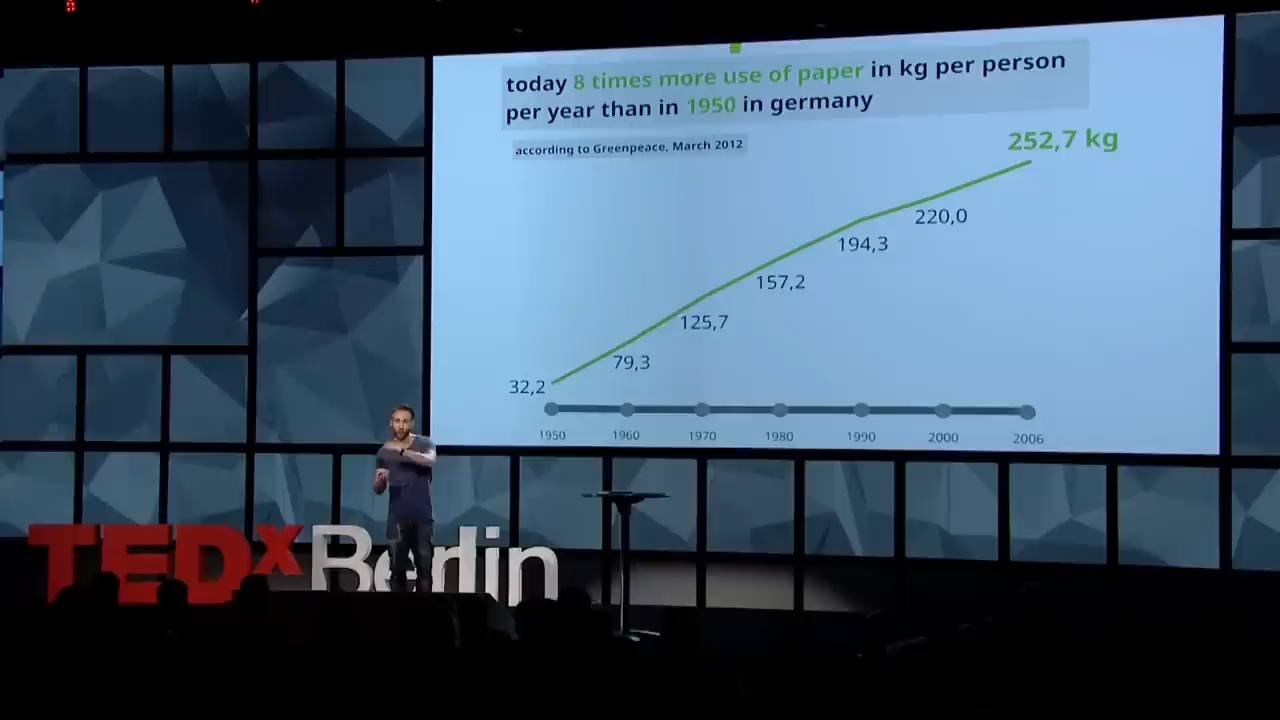 today 8 times more use of paper in kg per person
per year than in 1950 in germany
according to Greenpeace, March 2012
252,7 kg
220,0
194,3
157,2
125,7
79,3
32,2
1950 1960 1970 1980 1990 2000 2006
TEDxBerlin